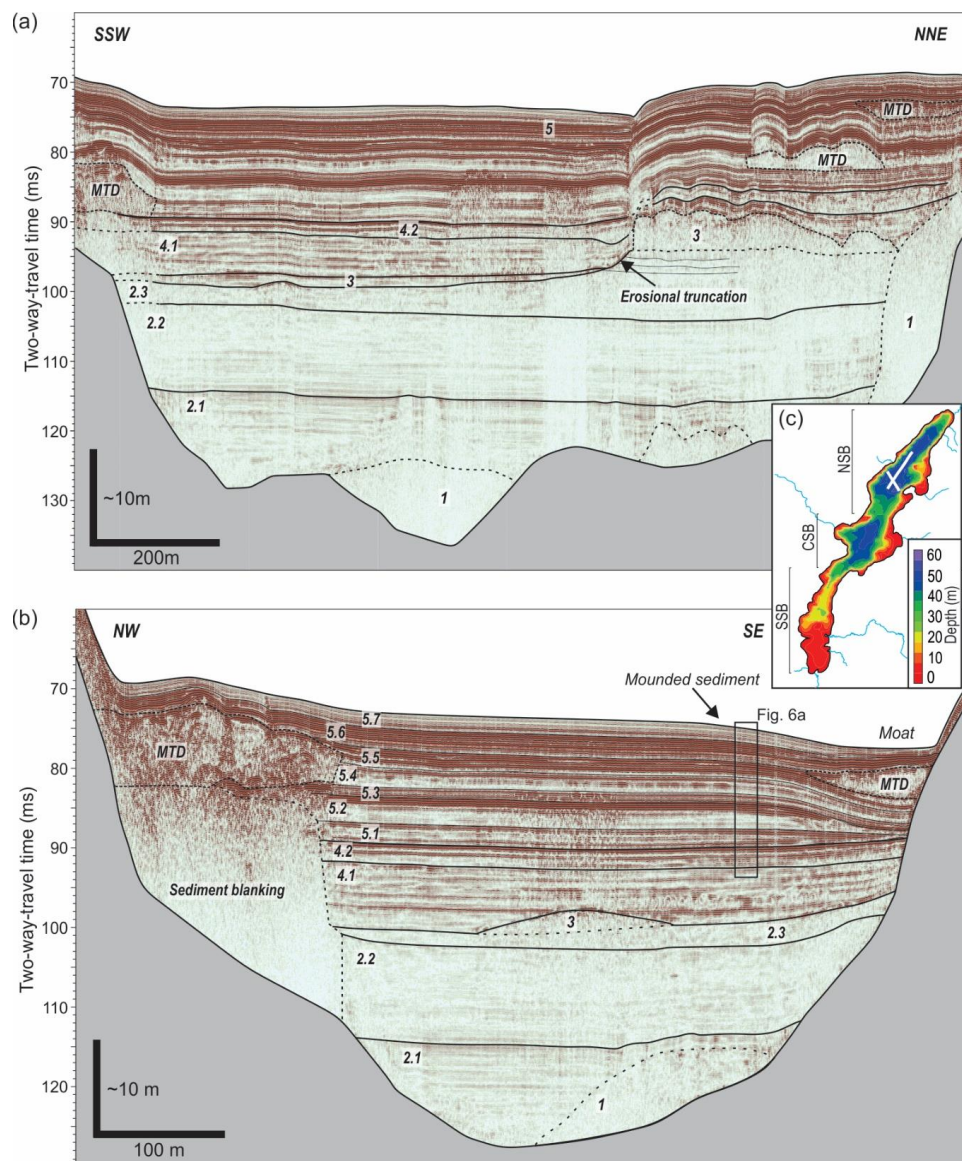 (a)
SSW
NNE
70
80
90
100
110
120
130
Two-way-travel time (ms)
5
MTD
MTD
MTD
4.2
4.1
3
3
Erosional truncation
2.3
2.2
1
2.1
1
~10m
200m
(c)
NSB
CSB
SSB
60
50
40
30
20
10
0
Depth (m)
(b)
NW
SE
70
80
90
100
110
120
Two-way-travel time (ms)
Mounded sediment
Fig. 6a
Moat
5.7
5.6
MTD
5.5
5.4
MTD
5.3
5.2
5.1
4.2
4.1
Sediment blanking
3
2.3
2.2
2.1
1
~10 m
100 m